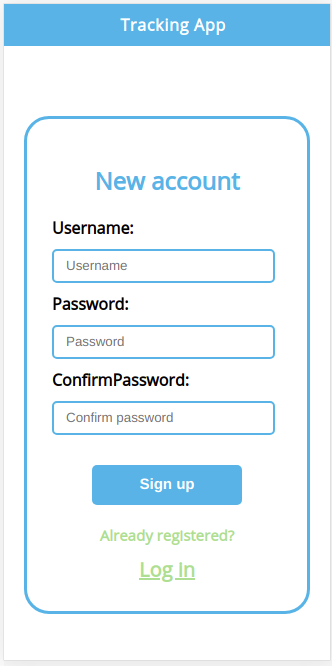 Tracking App
New account
Username:
Username
Password:
Password
ConfirmPassword:
Confirm password
Sign up
Already registered?
Log In